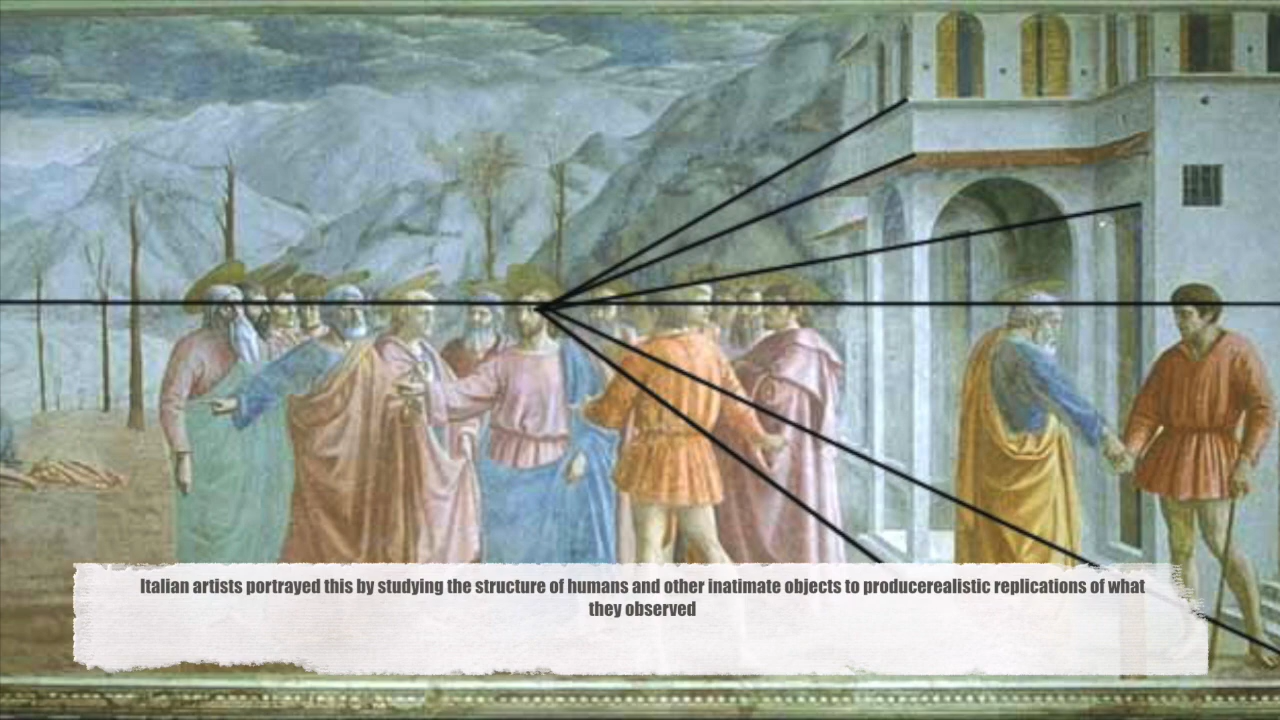 Italian artists portrayed this by studying the structure of humans and other inatimate objects to producerealistic replications of what
they observed